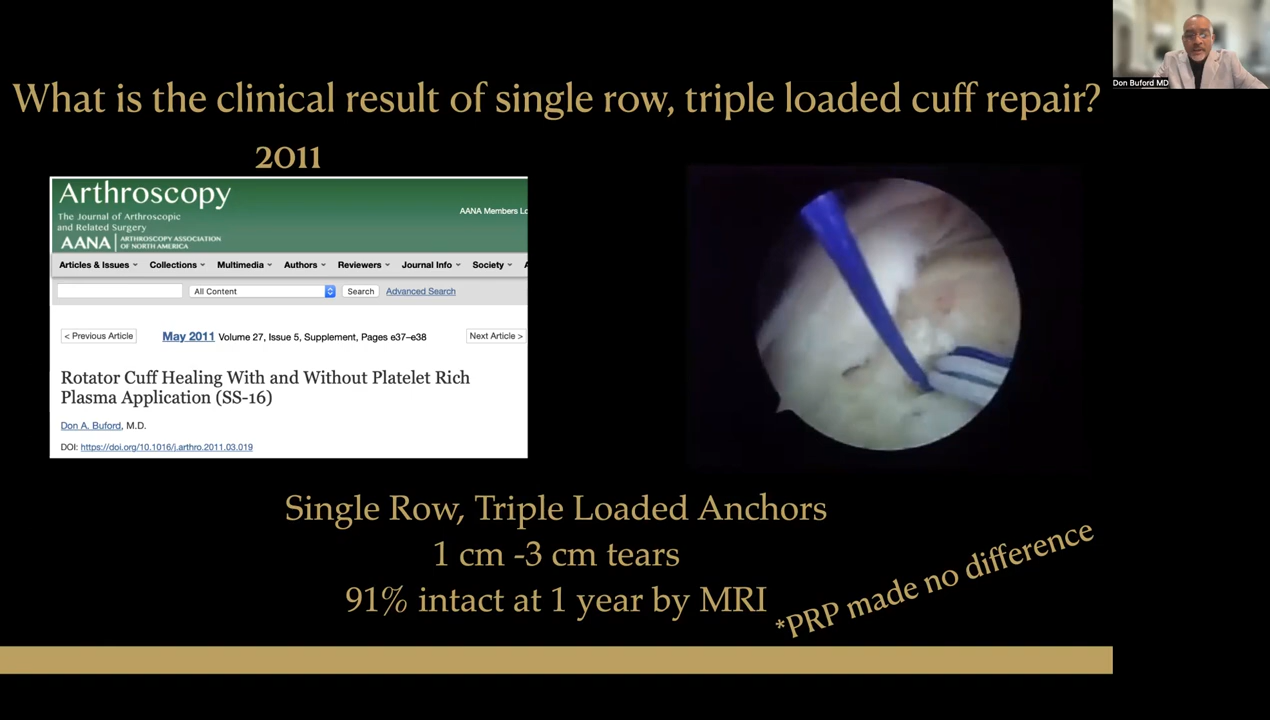 Don Buford MD
What is the clinical result of single row, triple loaded cuff repair?
2011
Arthroscopy
The Journal of Arthroscopic
and Related Surgery
AANA Members Lo
AANA | ARTHROSCOPY ASSOCIATION
OF NORTH AMERICA
Articles & Issues Collections Multimedia Authors Reviewers Journal Info Society A
All Content Search Advanced Search
< Previous Article May 2011 Volume 27, Issue 5, Supplement, Pages e37–e38 Next Article >
Rotator Cuff Healing With and Without Platelet Rich
Plasma Application (SS-16)
Don A. Buford, M.D.
DOI: https://doi.org/10.1016/j.arthro.2011.03.019
Single Row, Triple Loaded Anchors
1 cm -3 cm tears
91% intact at 1 year by MRI
*PRP made no difference